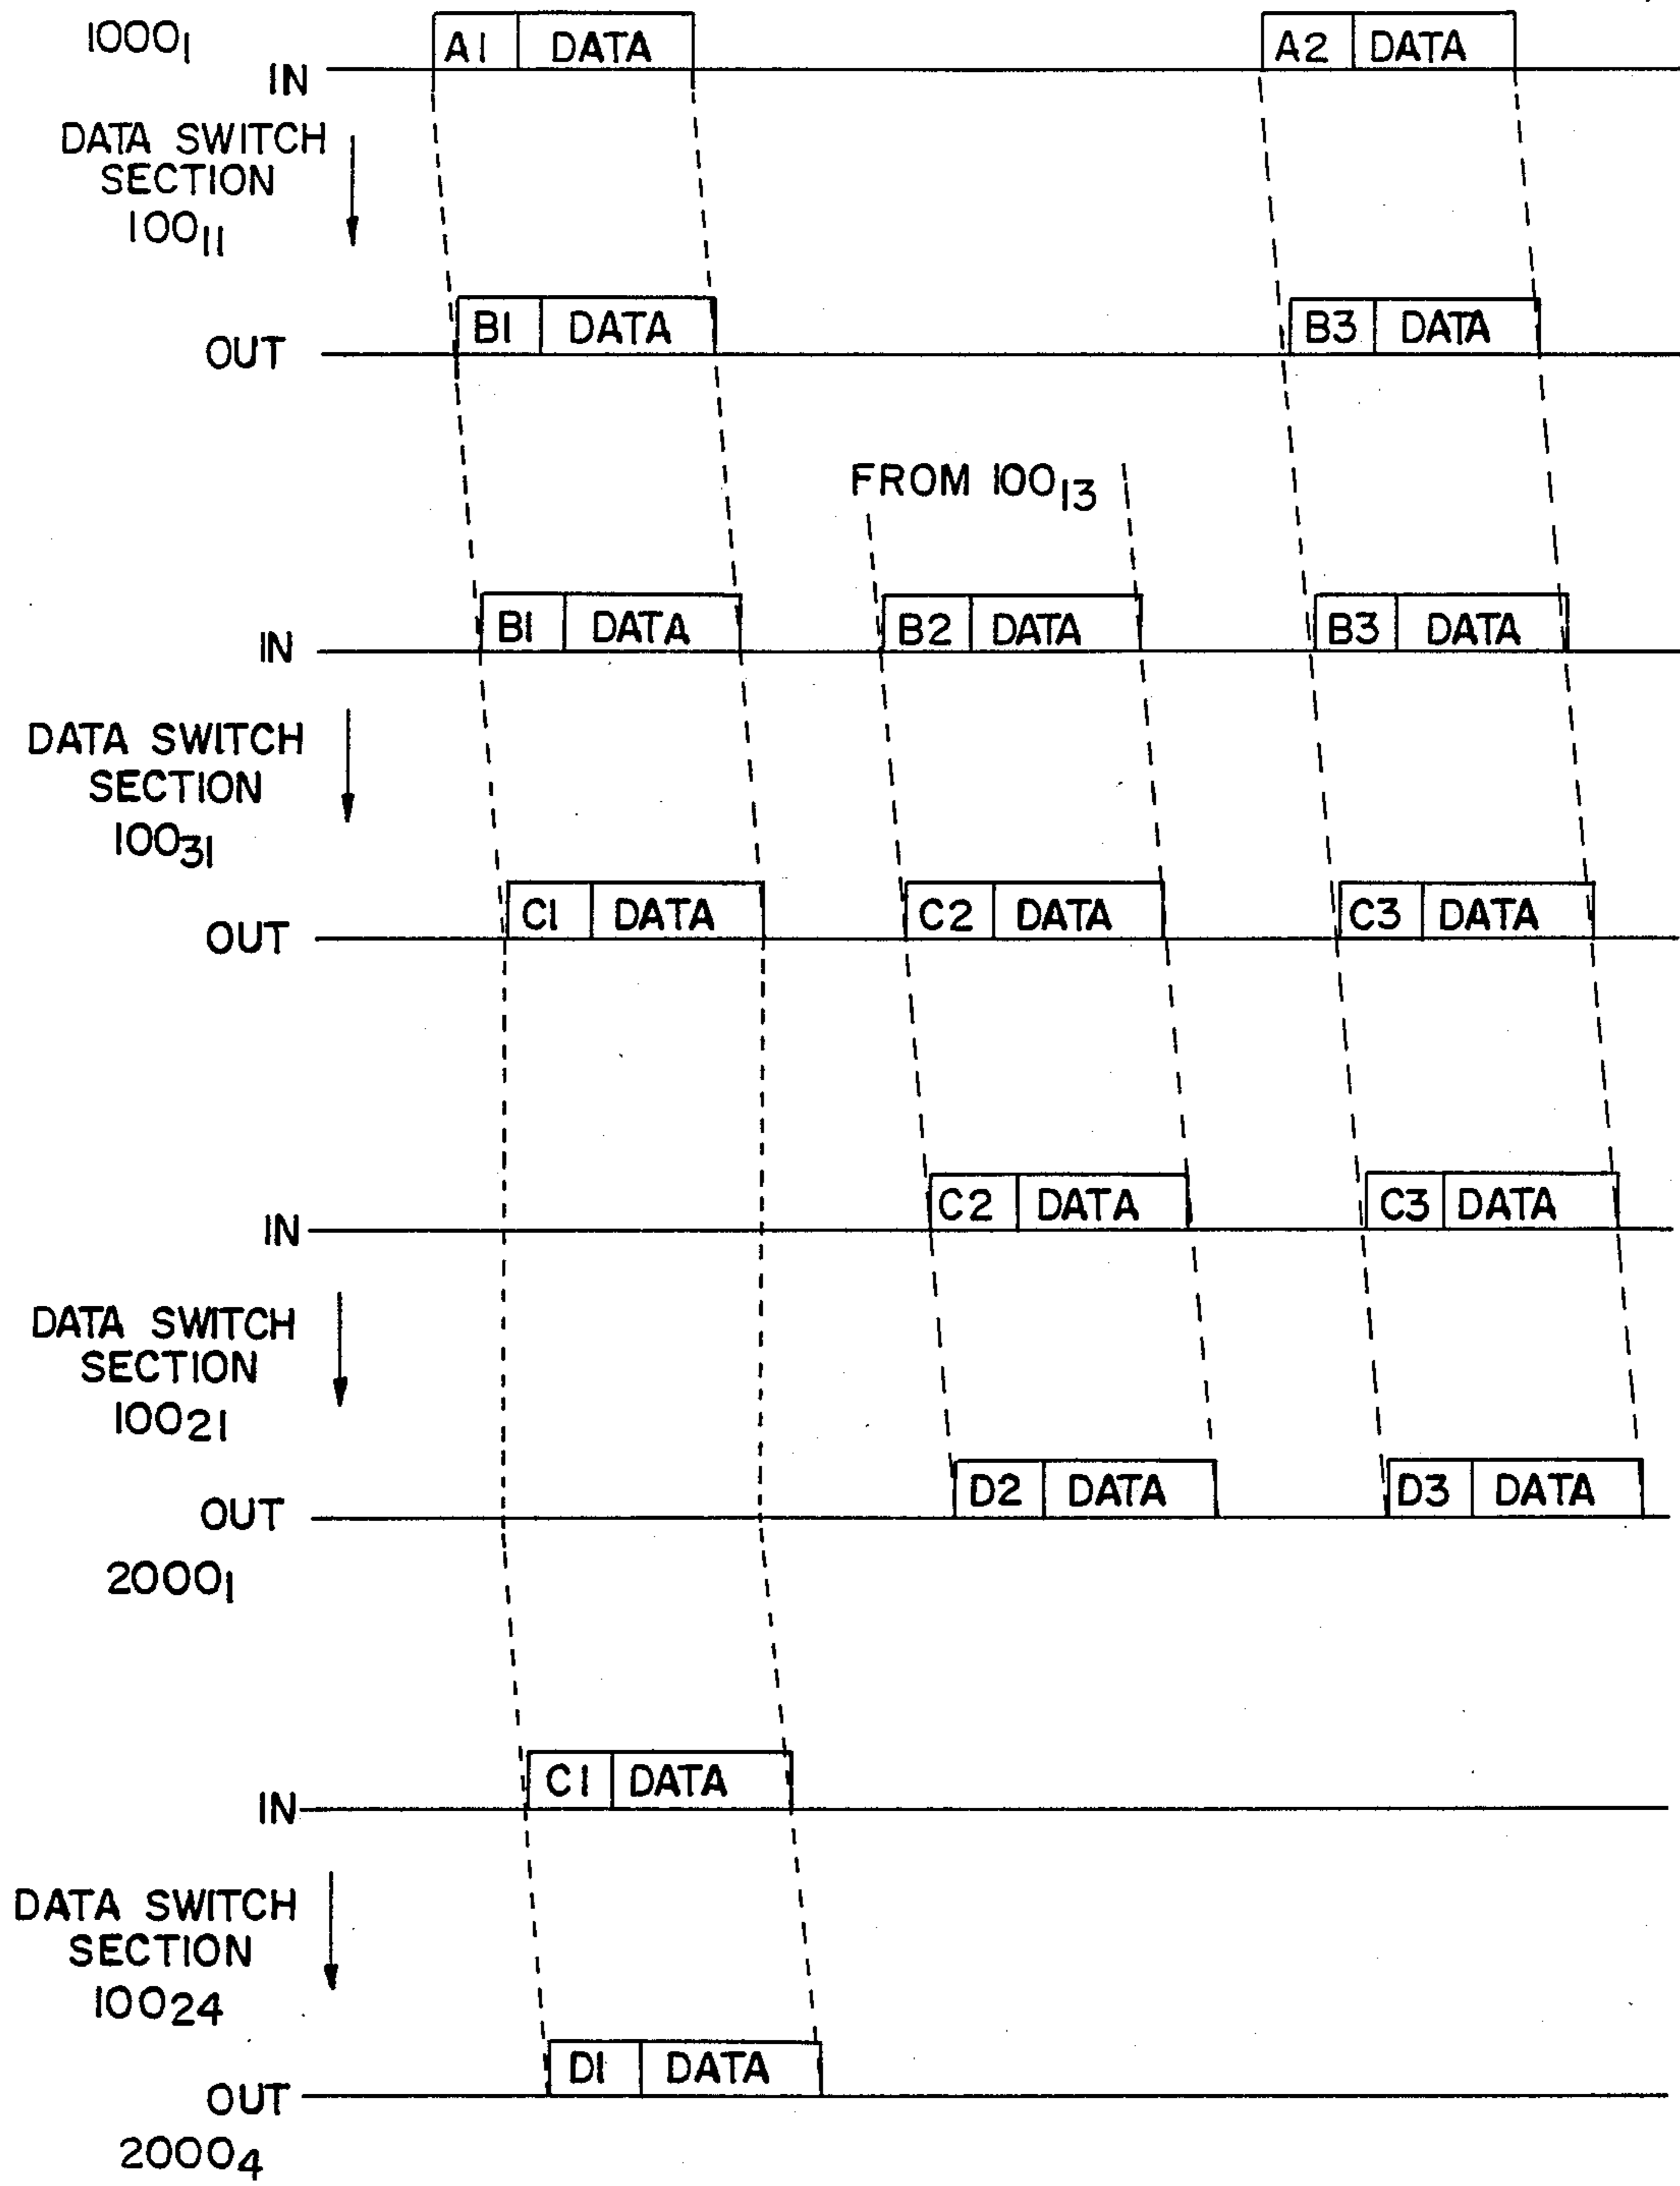 1000₁
A1 DATA A2 DATA
IN
DATA SWITCH
SECTION
100₁₁
B1 DATA B3 DATA
OUT
FROM 100₁₃
B1 DATA B2 DATA B3 DATA
IN
DATA SWITCH
SECTION
100₃₁
C1 DATA C2 DATA C3 DATA
OUT
C2 DATA C3 DATA
IN
DATA SWITCH
SECTION
100₂₁
D2 DATA D3 DATA
OUT
2000₁
C1 DATA
IN
DATA SWITCH
SECTION
100₂₄
D1 DATA
OUT
2000₄